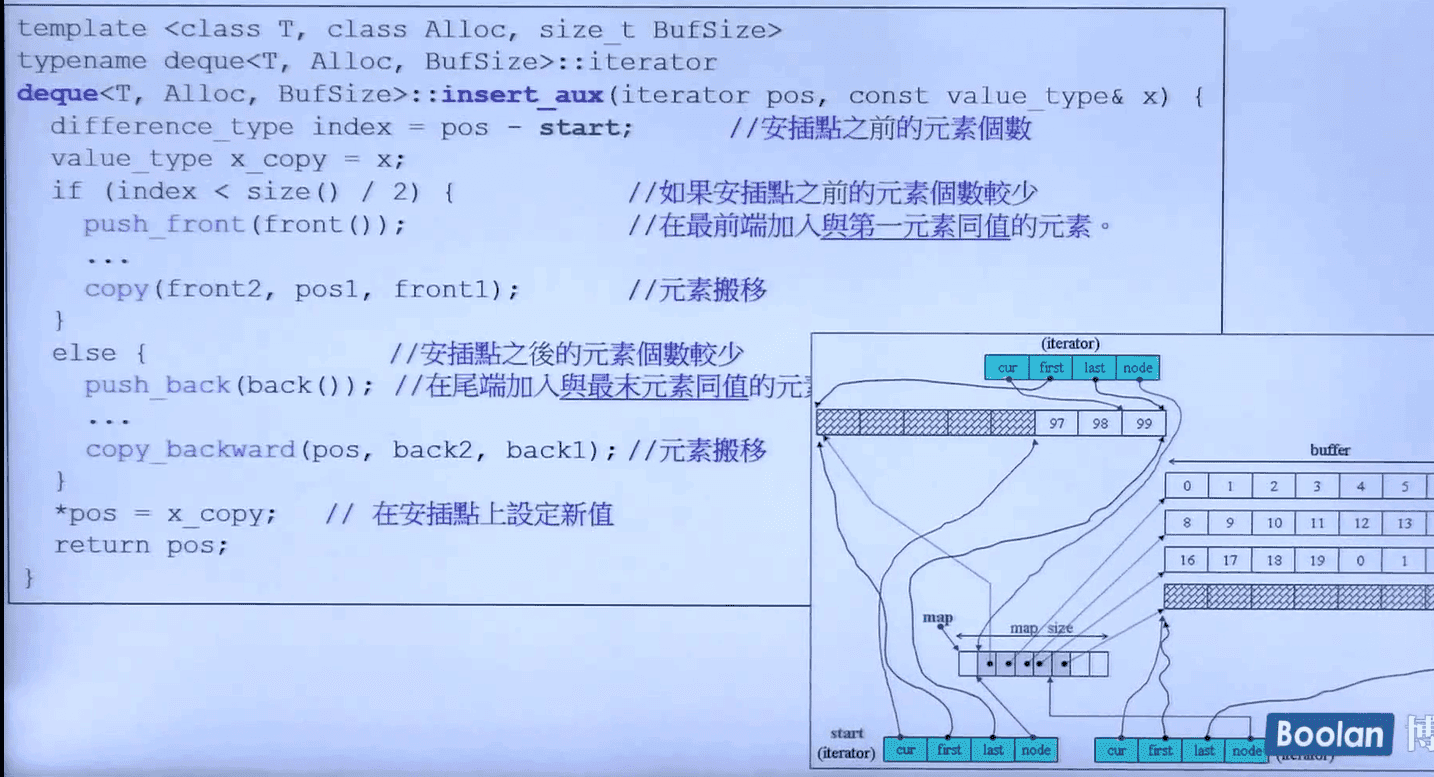 template <class T, class Alloc, size_t BufSize>
typename deque<T, Alloc, BufSize>::iterator
deque<T, Alloc, BufSize>::insert_aux(iterator pos, const value_type& x) {
difference_type index = pos - start; //安插點之前的元素個數
value_type x_copy = x;
if (index < size() / 2) { //如果安插點之前的元素個數較少
push_front(front()); //在最前端加入與第一元素同值的元素。
...
copy(front2, pos1, front1); //元素搬移
}
else { //安插點之後的元素個數較少
push_back(back()); //在尾端加入與最末元素同值的元
...
copy_backward(pos, back2, back1); //元素搬移
}
*pos = x_copy; // 在安插點上設定新值
return pos;
}
(iterator)
cur first last node
97 98 99
buffer
0 1 2 3 4 5
8 9 10 11 12 13
16 17 18 19 0 1
map
map_size
start
(iterator)
cur first last node
cur first last node
(iterator)
Boolan 博